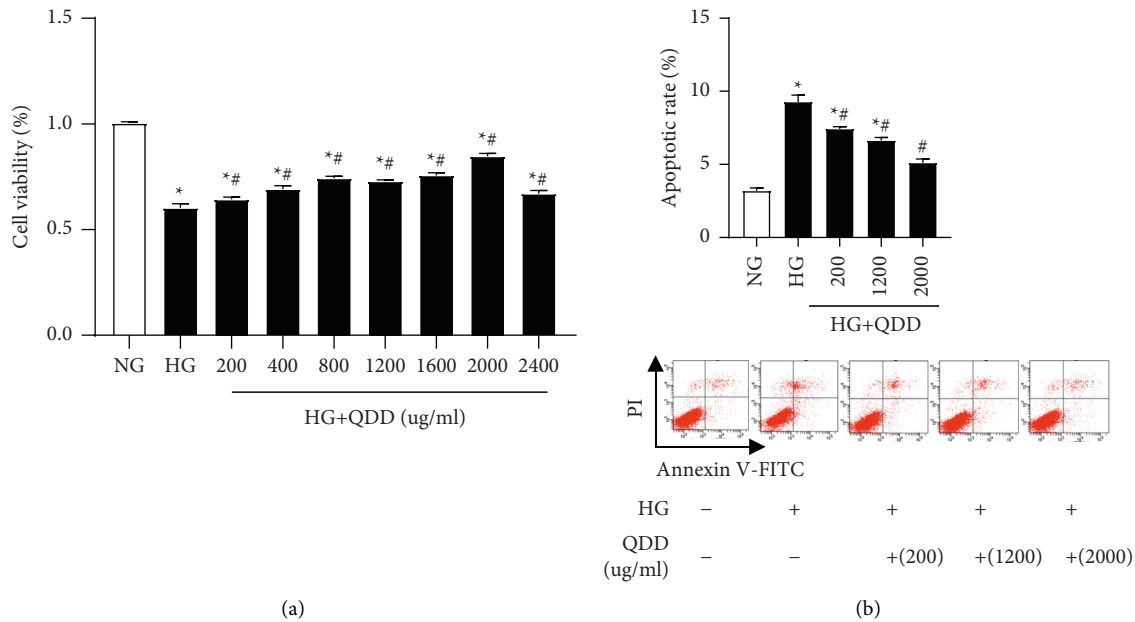 1.5
1.0
0.5
0.0
Cell viability (%)
*
*#
*#
*#
*#
*#
*#
*#
NG HG 200 400 800 1200 1600 2000 2400
HG+QDD (ug/ml)
(a)
15
10
5
0
Apoptotic rate (%)
*
*#
*#
#
NG HG 200 1200 2000
HG+QDD
PI
Annexin V-FITC
HG – + + + +
QDD (ug/ml) – – +(200) +(1200) +(2000)
(b)